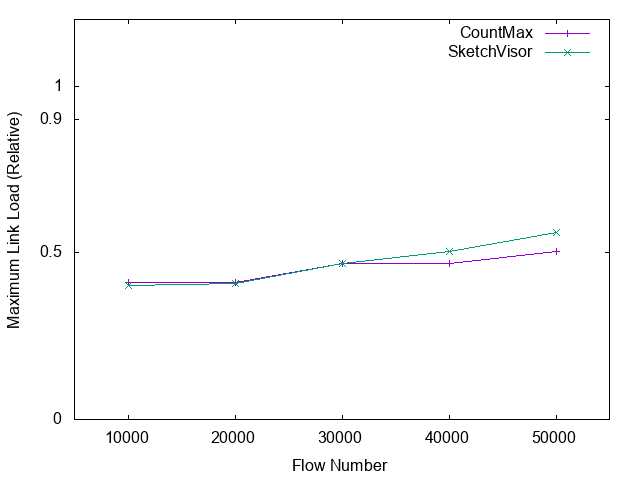 CountMax
SketchVisor
Maximum Link Load (Relative)
1
0.9
0.5
0
10000 20000 30000 40000 50000
Flow Number